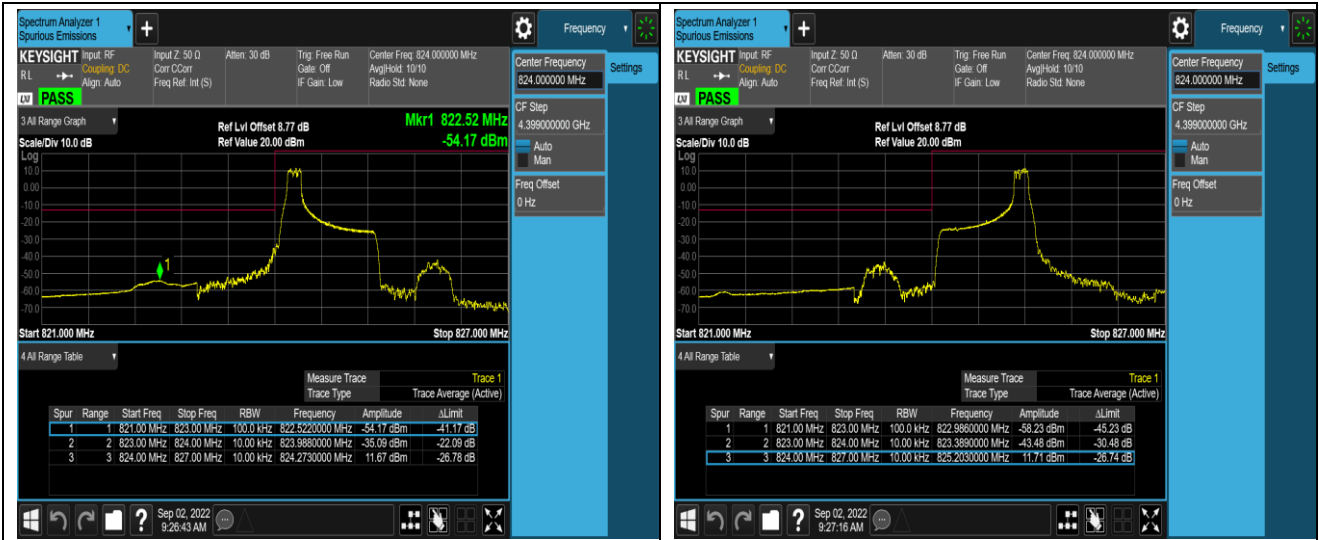 Spectrum Analyzer 1
Spurious Emissions
+
Frequency
KEYSIGHT Input: RF Input Z: 50 Ω Atten: 30 dB Trig: Free Run Center Freq: 824.000000 MHz
RL Coupling: DC Corr CCorr Gate: Off Avg|Hold: 10/10
Align: Auto Freq Ref: Int (S) IF Gain: Low Radio Std: None
LXI PASS
Center Frequency
824.000000 MHz
Settings
CF Step
4.399000000 GHz
Auto
Man
Freq Offset
0 Hz
3 All Range Graph
Ref Lvl Offset 8.77 dB Mkr1 822.52 MHz
Scale/Div 10.0 dB Ref Value 20.00 dBm -54.17 dBm
Log
10.0
0.00
-10.0
-20.0
-30.0
-40.0
-50.0
-60.0
-70.0
1
Start 821.000 MHz Stop 827.000 MHz
4 All Range Table
Measure Trace Trace 1
Trace Type Trace Average (Active)
Spur Range Start Freq Stop Freq RBW Frequency Amplitude ΔLimit
1 1 821.00 MHz 823.00 MHz 100.0 kHz 822.5220000 MHz -54.17 dBm -41.17 dB
2 2 823.00 MHz 824.00 MHz 10.00 kHz 823.9880000 MHz -35.09 dBm -22.09 dB
3 3 824.00 MHz 827.00 MHz 10.00 kHz 824.2730000 MHz 11.67 dBm -26.78 dB
?
Sep 02, 2022
9:26:43 AM
Spectrum Analyzer 1
Spurious Emissions
+
Frequency
KEYSIGHT Input: RF Input Z: 50 Ω Atten: 30 dB Trig: Free Run Center Freq: 824.000000 MHz
RL Coupling: DC Corr CCorr Gate: Off Avg|Hold: 10/10
Align: Auto Freq Ref: Int (S) IF Gain: Low Radio Std: None
LXI PASS
Center Frequency
824.000000 MHz
Settings
CF Step
4.399000000 GHz
Auto
Man
Freq Offset
0 Hz
3 All Range Graph
Ref Lvl Offset 8.77 dB
Scale/Div 10.0 dB Ref Value 20.00 dBm
Log
10.0
0.00
-10.0
-20.0
-30.0
-40.0
-50.0
-60.0
-70.0
Start 821.000 MHz Stop 827.000 MHz
4 All Range Table
Measure Trace Trace 1
Trace Type Trace Average (Active)
Spur Range Start Freq Stop Freq RBW Frequency Amplitude ΔLimit
1 1 821.00 MHz 823.00 MHz 100.0 kHz 822.9860000 MHz -58.23 dBm -45.23 dB
2 2 823.00 MHz 824.00 MHz 10.00 kHz 823.3890000 MHz -43.48 dBm -30.48 dB
3 3 824.00 MHz 827.00 MHz 10.00 kHz 825.2030000 MHz 11.71 dBm -26.74 dB
?
Sep 02, 2022
9:27:16 AM